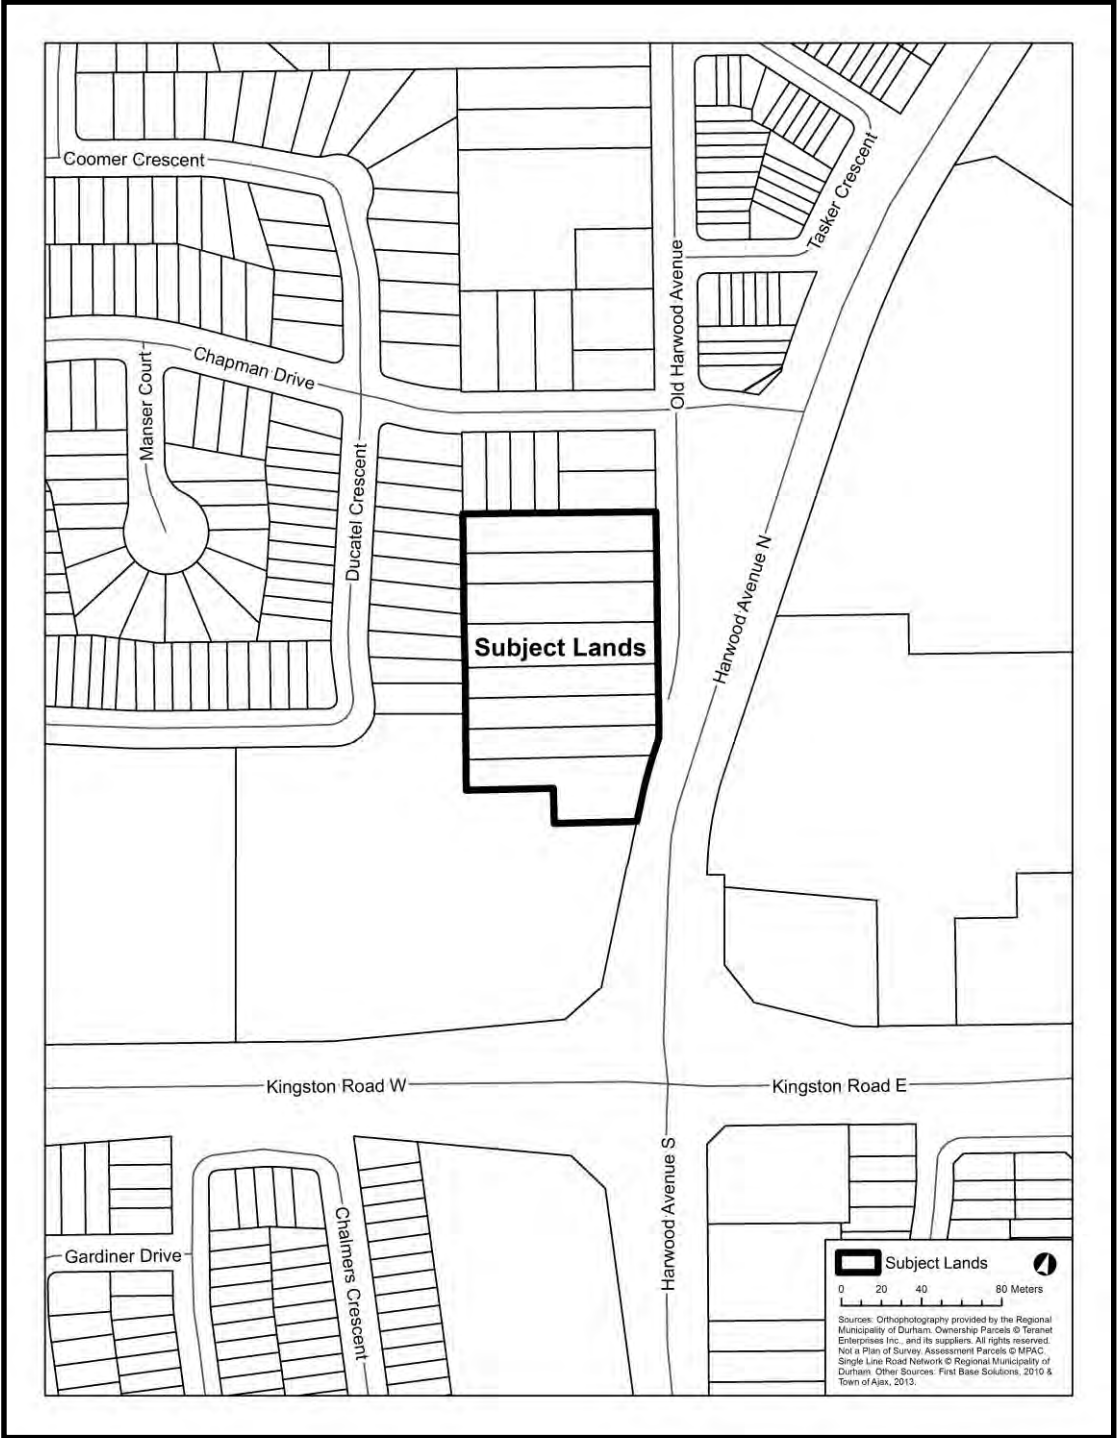 Coomer Crescent
Tasker Crescent
Old Harwood Avenue
Chapman Drive
Manser Court
Ducatel Crescent
Harwood Avenue N
Subject Lands
Kingston Road W
Kingston Road E
Harwood Avenue S
Chalmers Crescent
Gardiner Drive
Subject Lands
0 20 40 80 Meters
Sources: Orthophotography provided by the Regional
Municipality of Durham. Ownership Parcels © Teranet
Enterprises Inc., and its suppliers. All rights reserved.
Not a Plan of Survey. Assessment Parcels © MPAC.
Single Line Road Network © Regional Municipality of
Durham. Other Sources: First Base Solutions, 2010 &
Town of Ajax, 2013.